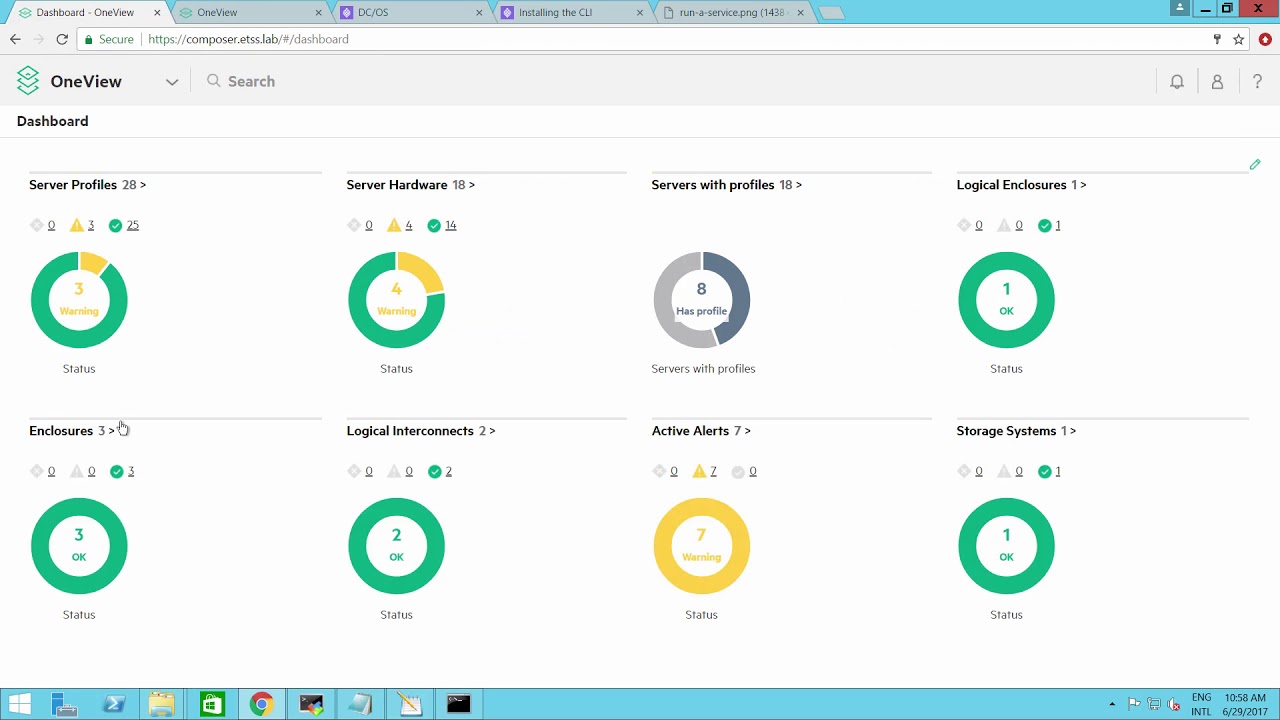 Dashboard - OneView
OneView
DC/OS
Installing the CLI
run-a-service.png (1438
Secure
https://composer.etss.lab/#/dashboard
OneView
Search
?
Dashboard
Server Profiles 28 >
Server Hardware 18 >
Servers with profiles 18 >
Logical Enclosures 1 >
0 3 25
0 4 14
0 0 1
3
Warning
4
Warning
8
Has profile
1
OK
Status
Status
Servers with profiles
Status
Enclosures 3 >
Logical Interconnects 2 >
Active Alerts 7 >
Storage Systems 1 >
0 0 3
0 0 2
0 7 0
0 0 1
3
OK
2
OK
7
Warning
1
OK
Status
Status
Status
Status
ENG
INTL
10:58 AM
6/29/2017